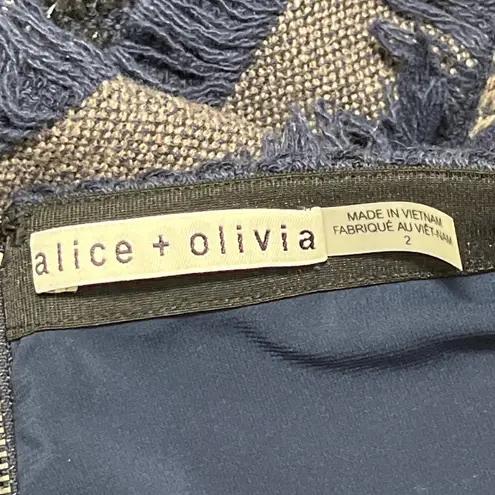 alice + olivia
MADE IN VIETNAM
FABRIQUÉ AU VIÊT-NAM
2